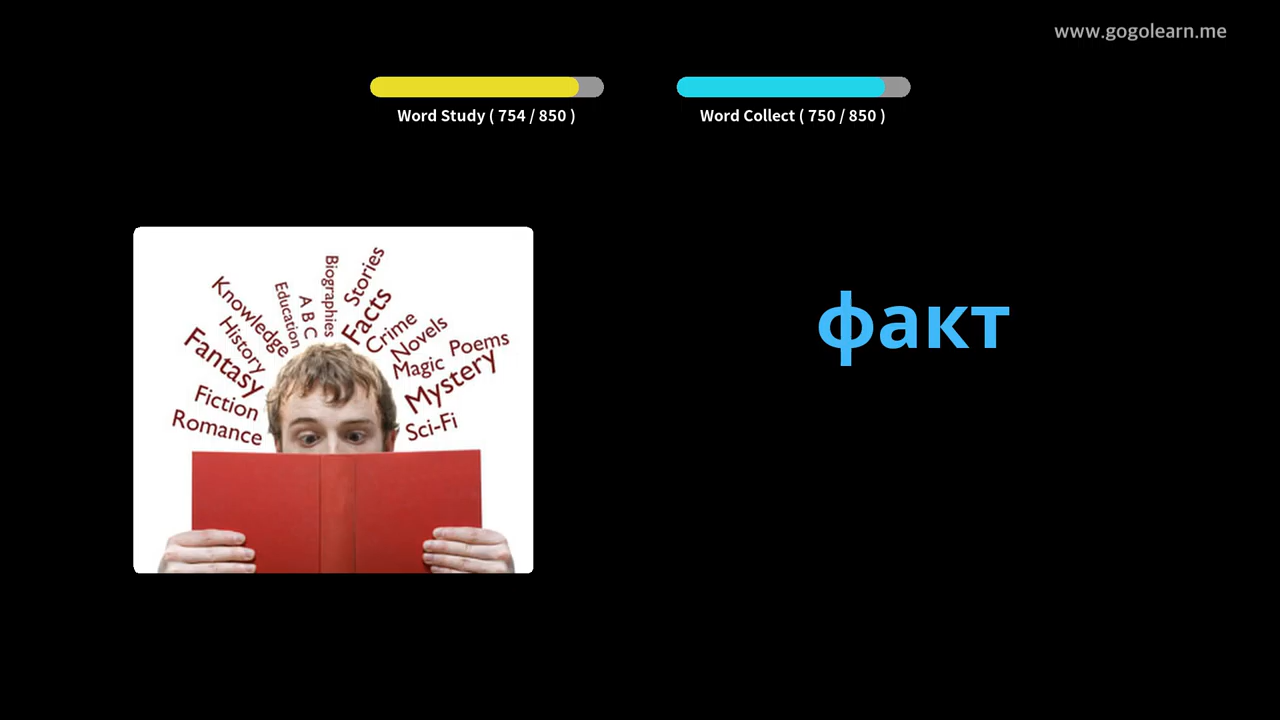 www.gogolearn.me
Word Study ( 754 / 850 )
Word Collect ( 750 / 850 )
Knowledge
Education
A B C
Biographies
Stories
Facts
Crime
Novels
Poems
History
Fantasy
Magic
Mystery
Fiction
Romance
Sci-Fi
факт